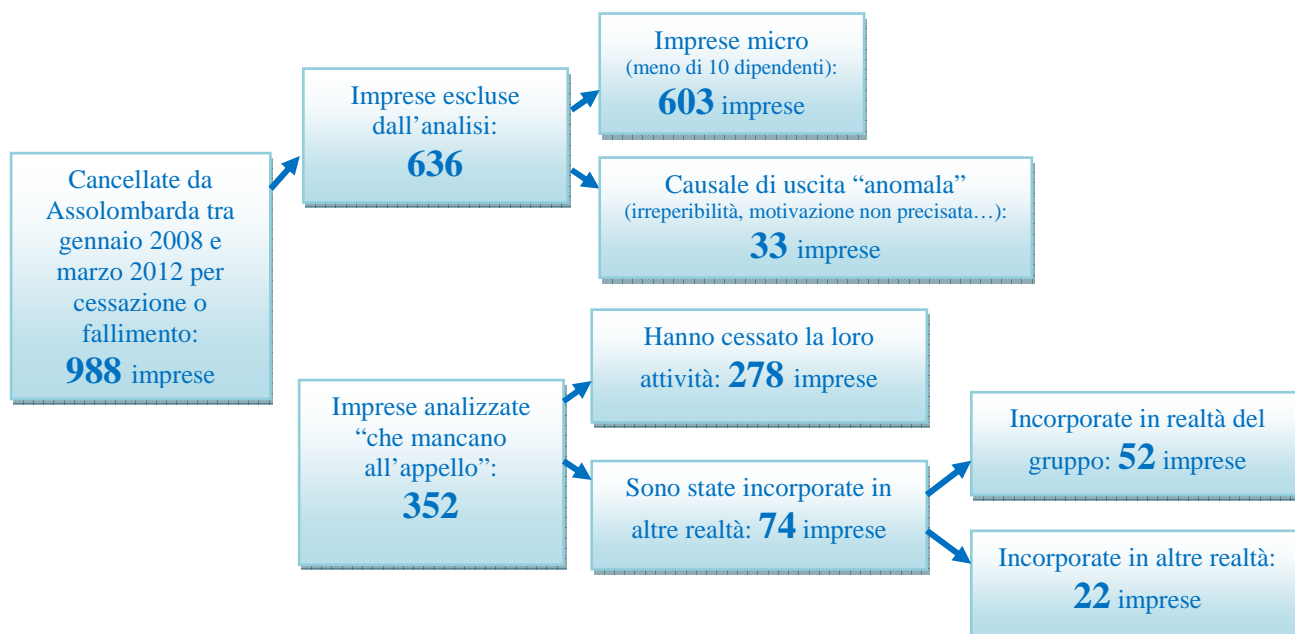 Cancellate da
Assolombarda tra
gennaio 2008 e
marzo 2012 per
cessazione o
fallimento:
988 imprese
Imprese escluse
dall’analisi:
636
Imprese micro
(meno di 10 dipendenti):
603 imprese
Causale di uscita “anomala”
(irreperibilità, motivazione non precisata…):
33 imprese
Imprese analizzate
“che mancano
all’appello”:
352
Hanno cessato la loro
attività: 278 imprese
Sono state incorporate in
altre realtà: 74 imprese
Incorporate in realtà del
gruppo: 52 imprese
Incorporate in altre realtà:
22 imprese